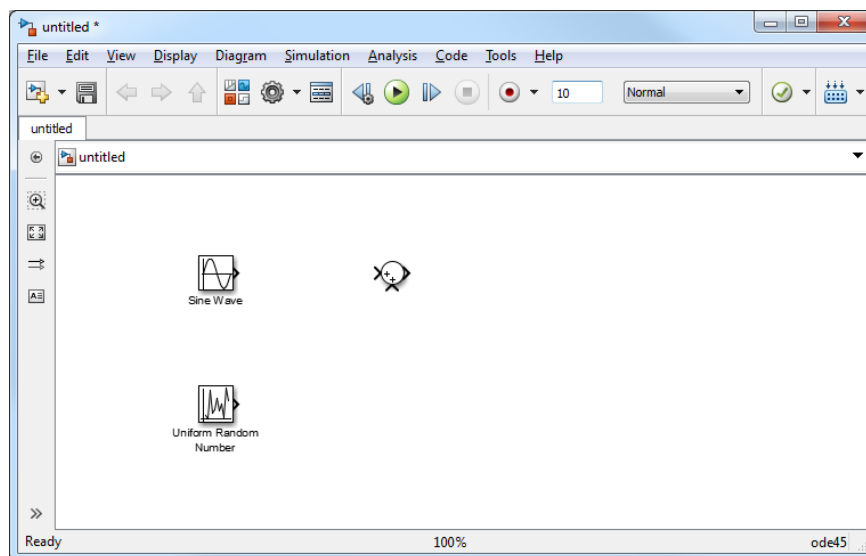 untitled *
File Edit View Display Diagram Simulation Analysis Code Tools Help
10 Normal
untitled
untitled
Sine Wave
Uniform Random
Number
Ready 100% ode45